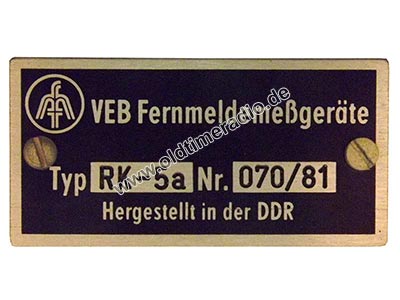 VEB Fernmeldemeßgeräte
Typ RK 5a Nr. 070/81
Hergestellt in der DDR
www.oldtimeradio.de